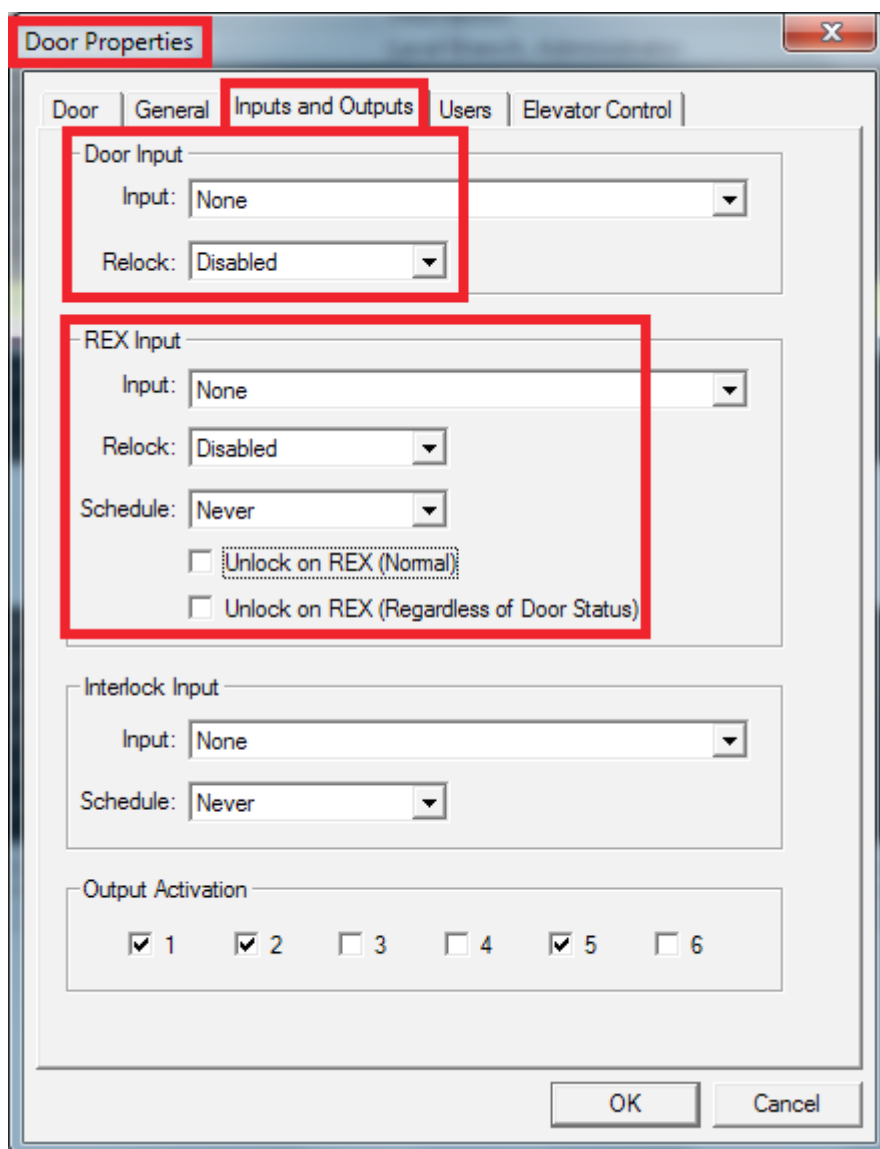 Door Properties
Door General Inputs and Outputs Users Elevator Control
Door Input
Input: None
Relock: Disabled
REX Input
Input: None
Relock: Disabled
Schedule: Never
Unlock on REX (Normal)
Unlock on REX (Regardless of Door Status)
Interlock Input
Input: None
Schedule: Never
Output Activation
1 2 3 4 5 6
OK Cancel